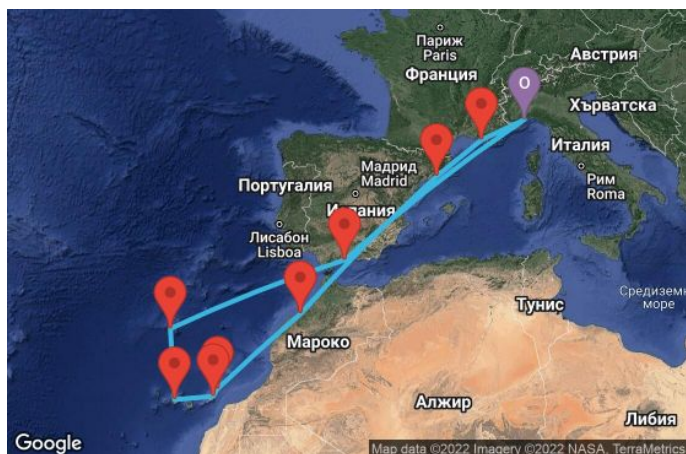 Париж
Paris
Австрия
Франция
O
Хърватска
Италия
Мадрид
Madrid
Рим
Roma
Португалия
Испания
Лисабон
Lisboa
Тунис
Средиземн
море
Мароко
Алжир
Либия
Google
Map data ©2022 Imagery ©2022 NASA, TerraMetrics